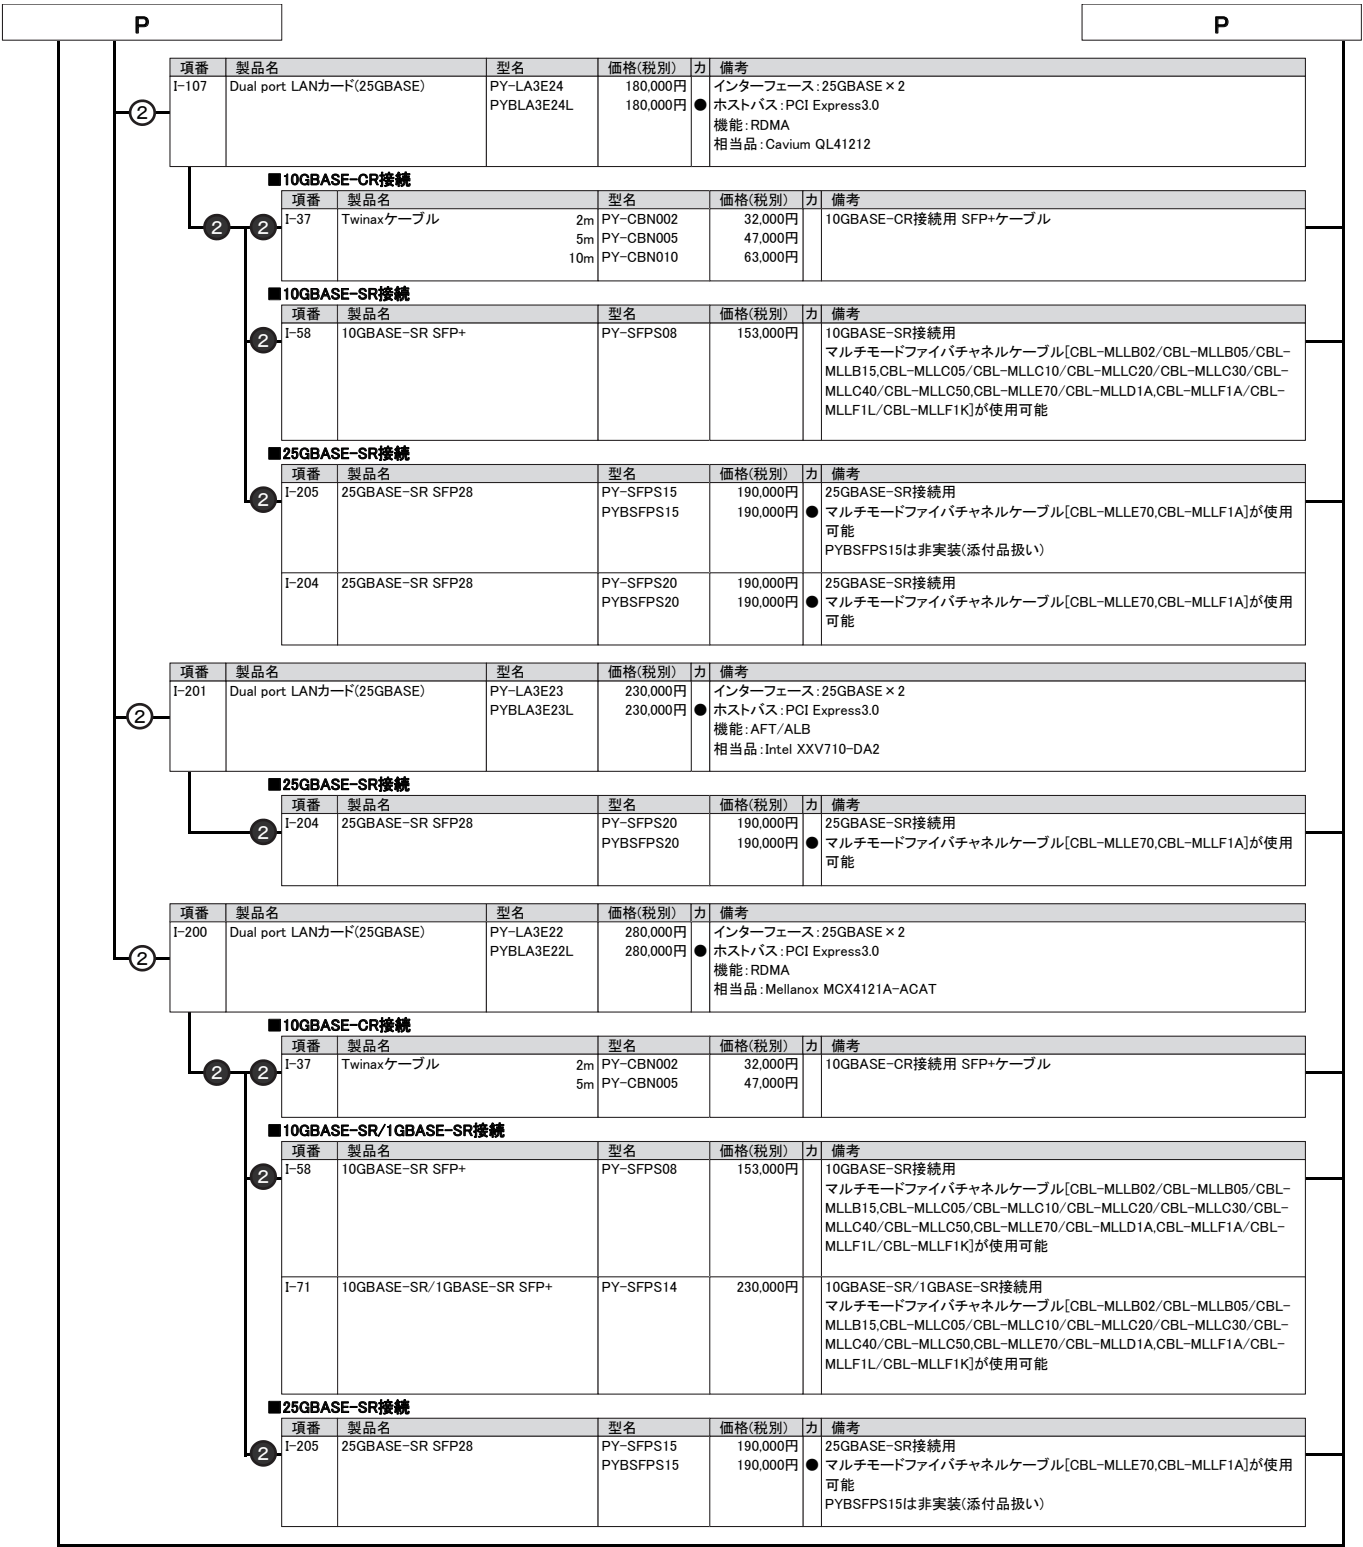 P
P
項番 製品名 型名 価格(税別) カ 備考
I-107 Dual port LANカード(25GBASE) PY-LA3E24 180,000円 インターフェース:25GBASE×2
② PYBLA3E24L 180,000円 ● ホストバス:PCI Express3.0
機能:RDMA
相当品:Cavium QL41212
■10GBASE-CR接続
項番 製品名 型名 価格(税別) カ 備考
2 2 I-37 Twinaxケーブル 2m PY-CBN002 32,000円 10GBASE-CR接続用 SFP+ケーブル
5m PY-CBN005 47,000円
10m PY-CBN010 63,000円
■10GBASE-SR接続
項番 製品名 型名 価格(税別) カ 備考
2 I-58 10GBASE-SR SFP+ PY-SFPS08 153,000円 10GBASE-SR接続用
マルチモードファイバチャネルケーブル[CBL-MLLB02/CBL-MLLB05/CBL-
MLLB15,CBL-MLLC05/CBL-MLLC10/CBL-MLLC20/CBL-MLLC30/CBL-
MLLC40/CBL-MLLC50,CBL-MLLE70/CBL-MLLD1A,CBL-MLLF1A/CBL-
MLLF1L/CBL-MLLF1K]が使用可能
■25GBASE-SR接続
項番 製品名 型名 価格(税別) カ 備考
2 I-205 25GBASE-SR SFP28 PY-SFPS15 190,000円 25GBASE-SR接続用
PYBSFPS15 190,000円 ● マルチモードファイバチャネルケーブル[CBL-MLLE70,CBL-MLLF1A]が使用
可能
PYBSFPS15は非実装(添付品扱い)
I-204 25GBASE-SR SFP28 PY-SFPS20 190,000円 25GBASE-SR接続用
PYBSFPS20 190,000円 ● マルチモードファイバチャネルケーブル[CBL-MLLE70,CBL-MLLF1A]が使用
可能
項番 製品名 型名 価格(税別) カ 備考
I-201 Dual port LANカード(25GBASE) PY-LA3E23 230,000円 インターフェース:25GBASE×2
② PYBLA3E23L 230,000円 ● ホストバス:PCI Express3.0
機能:AFT/ALB
相当品:Intel XXV710-DA2
■25GBASE-SR接続
項番 製品名 型名 価格(税別) カ 備考
2 I-204 25GBASE-SR SFP28 PY-SFPS20 190,000円 25GBASE-SR接続用
PYBSFPS20 190,000円 ● マルチモードファイバチャネルケーブル[CBL-MLLE70,CBL-MLLF1A]が使用
可能
項番 製品名 型名 価格(税別) カ 備考
I-200 Dual port LANカード(25GBASE) PY-LA3E22 280,000円 インターフェース:25GBASE×2
② PYBLA3E22L 280,000円 ● ホストバス:PCI Express3.0
機能:RDMA
相当品:Mellanox MCX4121A-ACAT
■10GBASE-CR接続
項番 製品名 型名 価格(税別) カ 備考
2 2 I-37 Twinaxケーブル 2m PY-CBN002 32,000円 10GBASE-CR接続用 SFP+ケーブル
5m PY-CBN005 47,000円
■10GBASE-SR/1GBASE-SR接続
項番 製品名 型名 価格(税別) カ 備考
2 I-58 10GBASE-SR SFP+ PY-SFPS08 153,000円 10GBASE-SR接続用
マルチモードファイバチャネルケーブル[CBL-MLLB02/CBL-MLLB05/CBL-
MLLB15,CBL-MLLC05/CBL-MLLC10/CBL-MLLC20/CBL-MLLC30/CBL-
MLLC40/CBL-MLLC50,CBL-MLLE70/CBL-MLLD1A,CBL-MLLF1A/CBL-
MLLF1L/CBL-MLLF1K]が使用可能
I-71 10GBASE-SR/1GBASE-SR SFP+ PY-SFPS14 230,000円 10GBASE-SR/1GBASE-SR接続用
マルチモードファイバチャネルケーブル[CBL-MLLB02/CBL-MLLB05/CBL-
MLLB15,CBL-MLLC05/CBL-MLLC10/CBL-MLLC20/CBL-MLLC30/CBL-
MLLC40/CBL-MLLC50,CBL-MLLE70/CBL-MLLD1A,CBL-MLLF1A/CBL-
MLLF1L/CBL-MLLF1K]が使用可能
■25GBASE-SR接続
項番 製品名 型名 価格(税別) カ 備考
2 I-205 25GBASE-SR SFP28 PY-SFPS15 190,000円 25GBASE-SR接続用
PYBSFPS15 190,000円 ● マルチモードファイバチャネルケーブル[CBL-MLLE70,CBL-MLLF1A]が使用
可能
PYBSFPS15は非実装(添付品扱い)